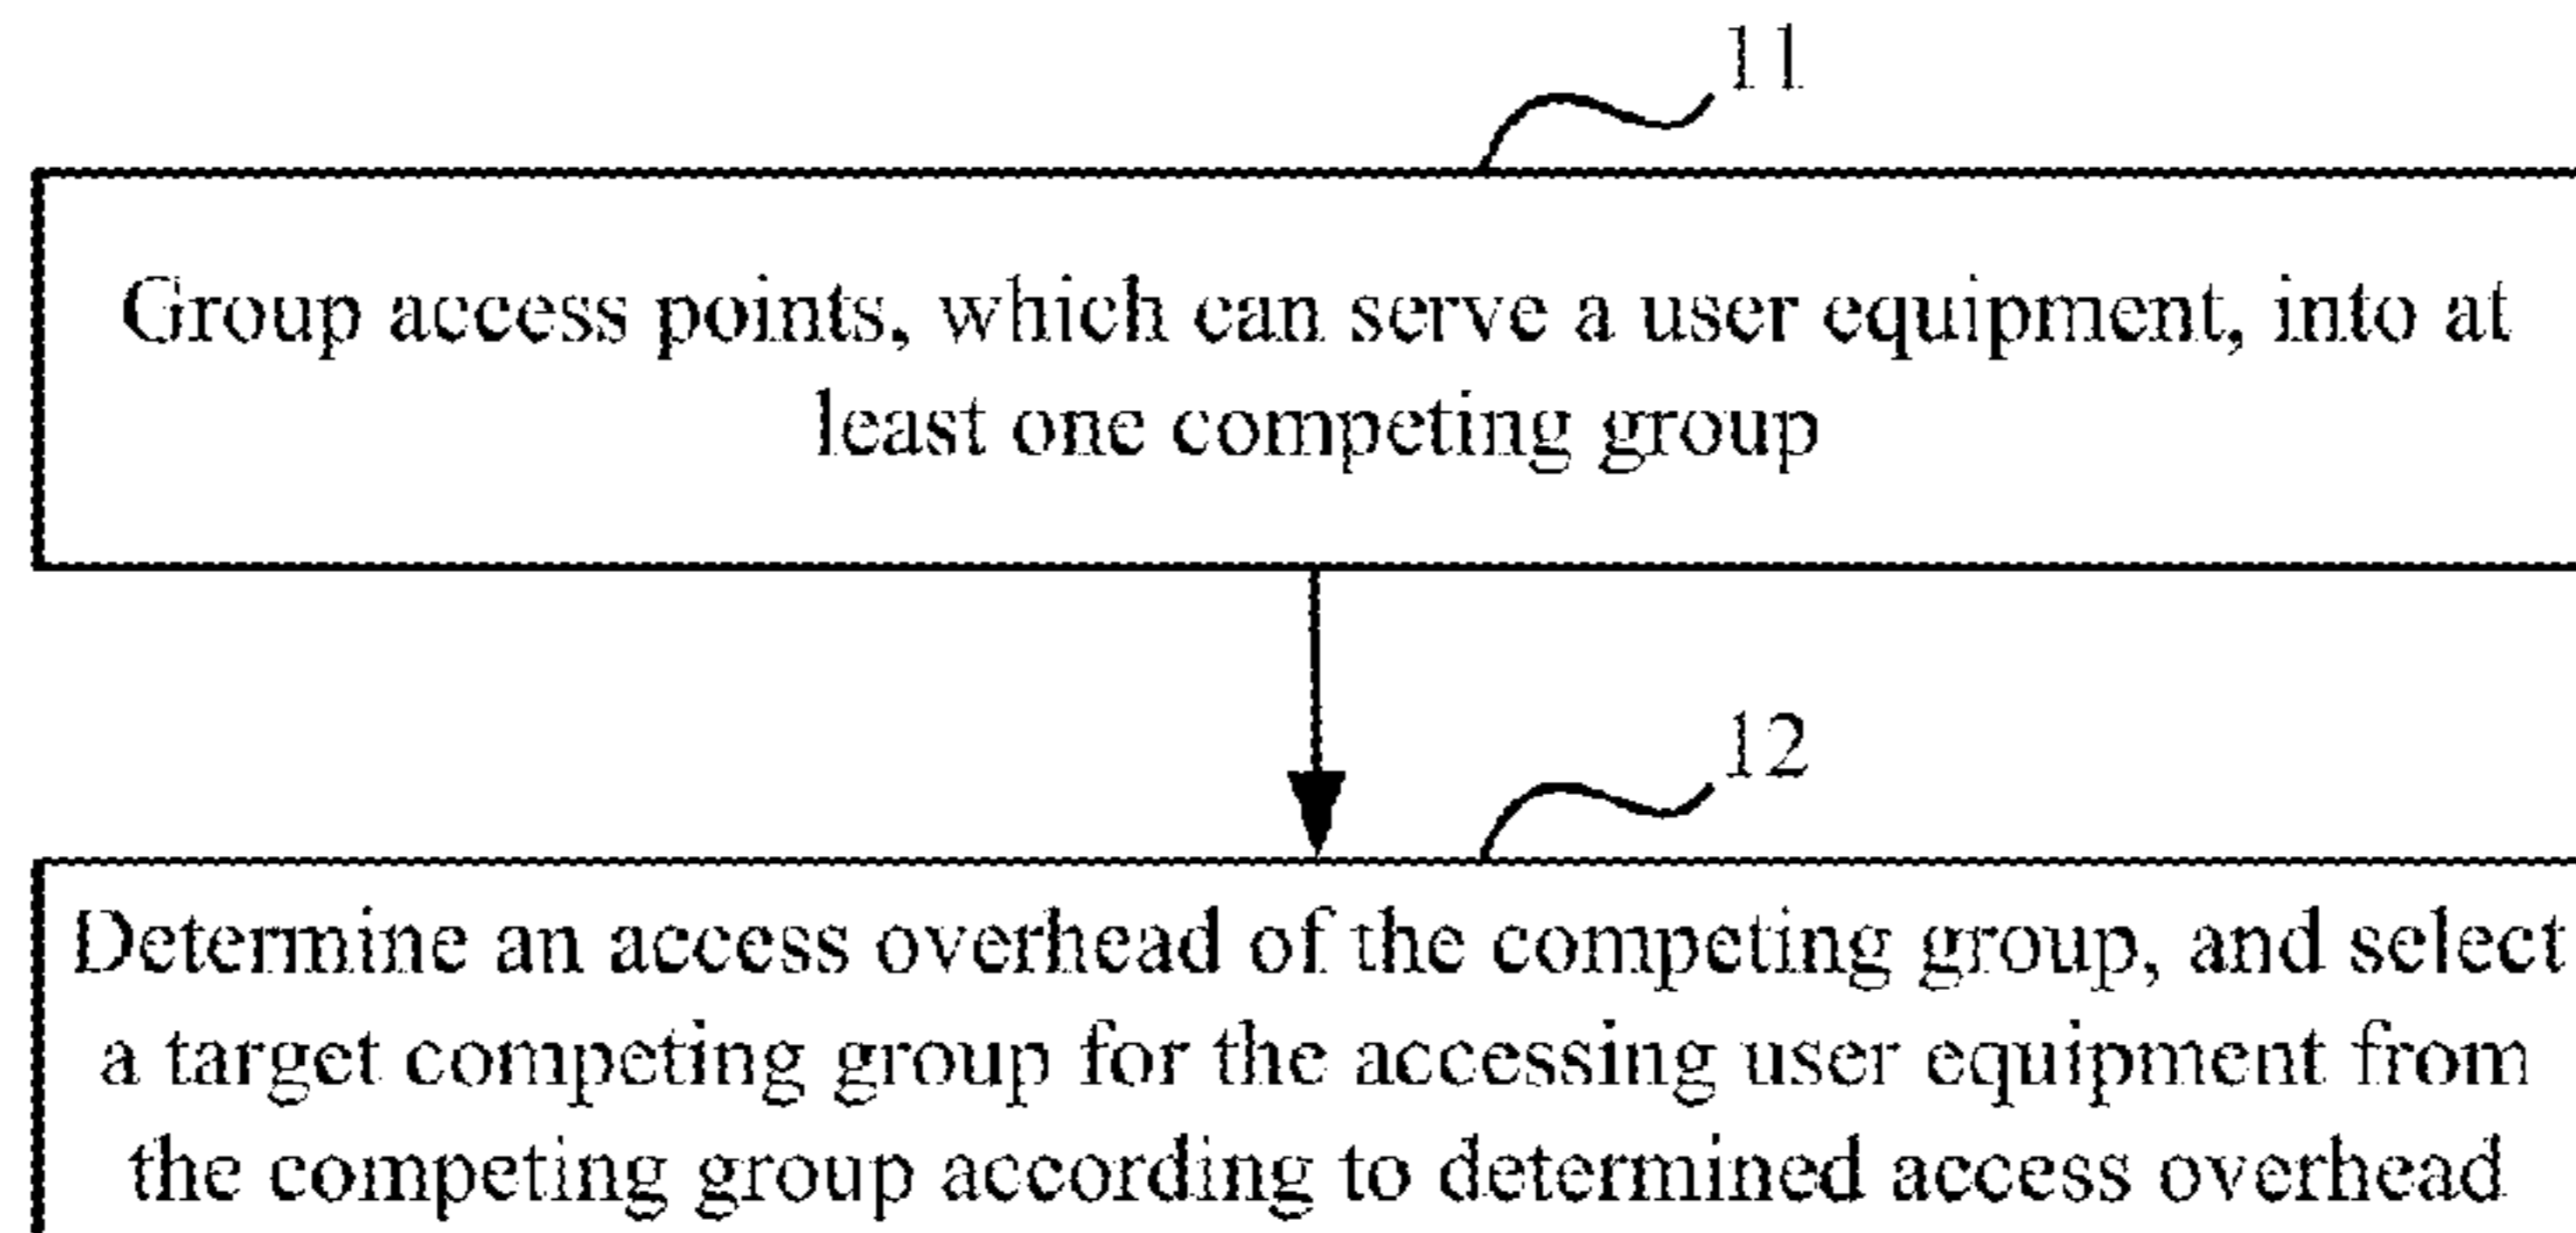 11
Group access points, which can serve a user equipment, into at
least one competing group
12
Determine an access overhead of the competing group, and select
a target competing group for the accessing user equipment from
the competing group according to determined access overhead